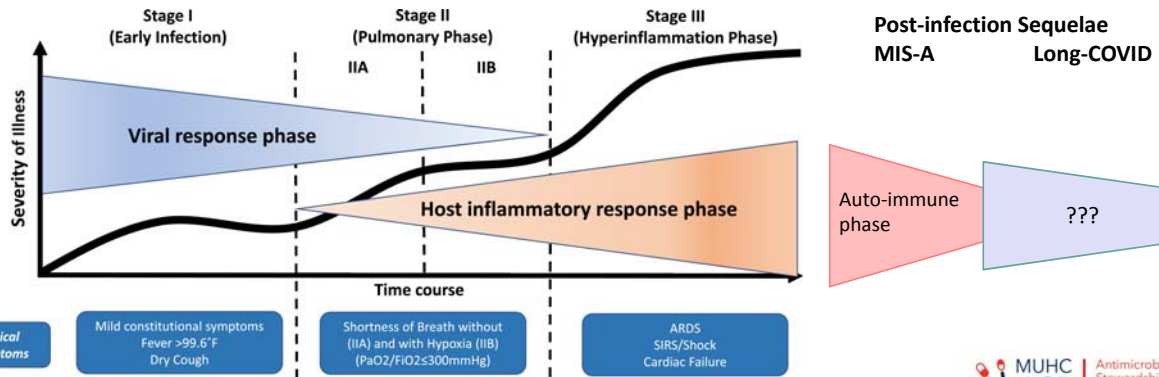 Stage I
(Early Infection)
Stage II
(Pulmonary Phase)
IIA IIB
Stage III
(Hyperinflammation Phase)
Post-infection Sequelae
MIS-A Long-COVID
Severity of Illness
Viral response phase
Host inflammatory response phase
Auto-immune
phase
???
Time course
Mild constitutional symptoms
Fever >99.6°F
Dry Cough
Shortness of Breath without
(IIA) and with Hypoxia (IIB)
(PaO2/FiO2≤300mmHg)
ARDS
SIRS/Shock
Cardiac Failure
MUHC